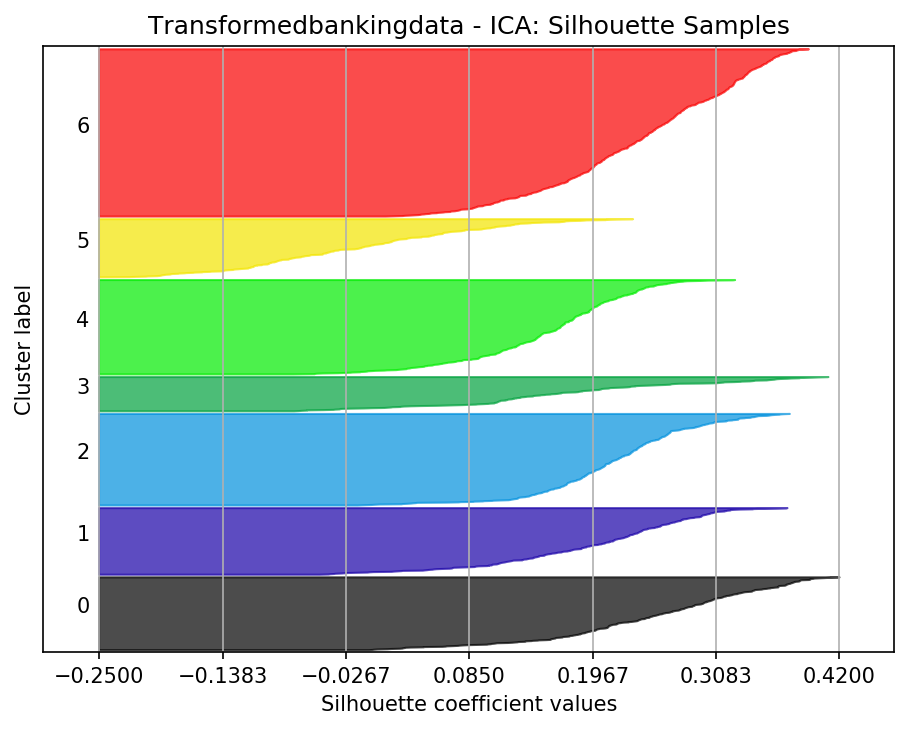 Transformedbankingdata - ICA: Silhouette Samples
Cluster label
6
5
4
3
2
1
0
−0.2500 −0.1383 −0.0267 0.0850 0.1967 0.3083 0.4200
Silhouette coefficient values